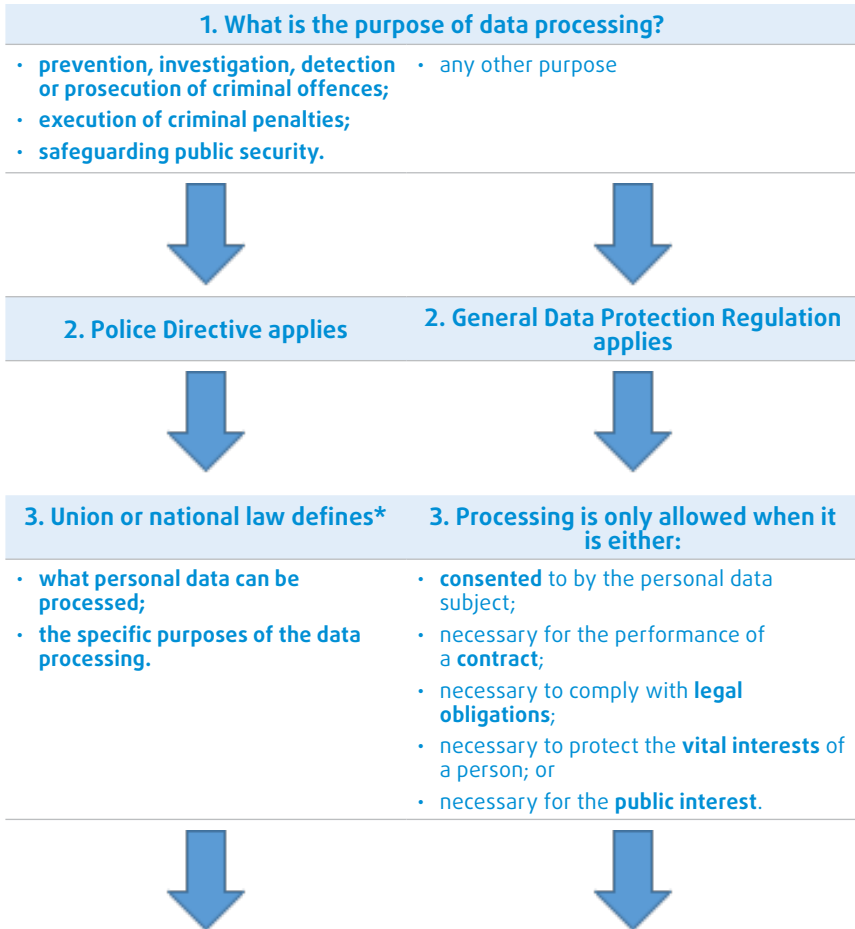 1. What is the purpose of data processing?
• prevention, investigation, detection
or prosecution of criminal offences;
• execution of criminal penalties;
• safeguarding public security.
• any other purpose
2. Police Directive applies
2. General Data Protection Regulation
applies
3. Union or national law defines*
• what personal data can be
processed;
• the specific purposes of the data
processing.
3. Processing is only allowed when it
is either:
• consented to by the personal data
subject;
• necessary for the performance of
a contract;
• necessary to comply with legal
obligations;
• necessary to protect the vital interests of
a person; or
• necessary for the public interest.